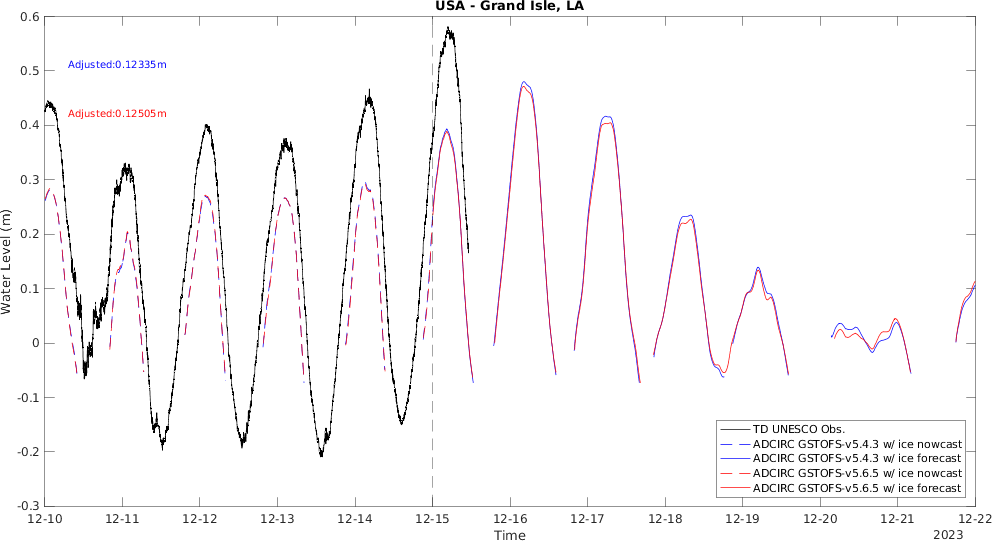 USA - Grand Isle, LA
0.6
0.5
0.4
0.3
0.2
0.1
0
-0.1
-0.2
-0.3
Water Level (m)
Adjusted:0.12335m
Adjusted:0.12505m
TD UNESCO Obs.
ADCIRC GSTOFS-v5.4.3 w/ ice nowcast
ADCIRC GSTOFS-v5.4.3 w/ ice forecast
ADCIRC GSTOFS-v5.6.5 w/ ice nowcast
ADCIRC GSTOFS-v5.6.5 w/ ice forecast
12-10 12-11 12-12 12-13 12-14 12-15 12-16 12-17 12-18 12-19 12-20 12-21 12-22
Time
2023